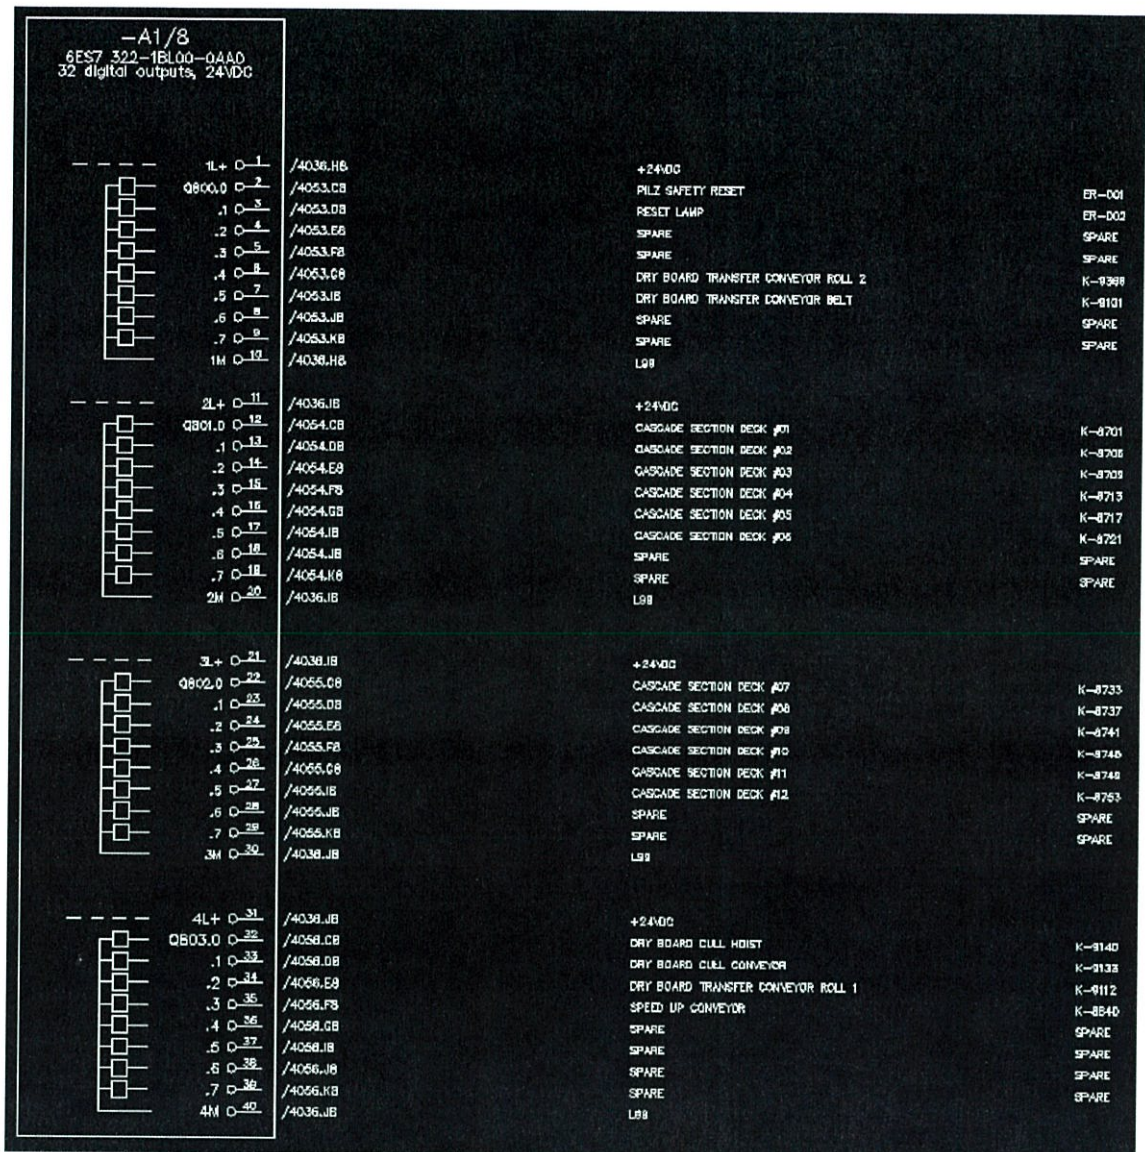 -A1/8
6ES7 322-1BL00-0AA0
32 digital outputs, 24VDC
1L+ 1 /4036.H8 +24VDC
Q800.0 2 /4053.C8 PILZ SAFETY RESET ER-001
.1 3 /4053.D8 RESET LAMP ER-002
.2 4 /4053.E8 SPARE SPARE
.3 5 /4053.F8 SPARE SPARE
.4 6 /4053.G8 DRY BOARD TRANSFER CONVEYOR ROLL 2 K-9368
.5 7 /4053.I8 DRY BOARD TRANSFER CONVEYOR BELT K-9101
.6 8 /4053.J8 SPARE SPARE
.7 9 /4053.K8 SPARE SPARE
1M 10 /4036.H8 L99
2L+ 11 /4036.I8 +24VDC
Q801.0 12 /4054.C8 CASCADE SECTION DECK #01 K-8701
.1 13 /4054.D8 CASCADE SECTION DECK #02 K-8705
.2 14 /4054.E8 CASCADE SECTION DECK #03 K-8709
.3 15 /4054.F8 CASCADE SECTION DECK #04 K-8713
.4 16 /4054.G8 CASCADE SECTION DECK #05 K-8717
.5 17 /4054.I8 CASCADE SECTION DECK #06 K-8721
.6 18 /4054.J8 SPARE SPARE
.7 19 /4054.K8 SPARE SPARE
2M 20 /4036.I8 L99
3L+ 21 /4036.I8 +24VDC
Q802.0 22 /4055.C8 CASCADE SECTION DECK #07 K-8733
.1 23 /4055.D8 CASCADE SECTION DECK #08 K-8737
.2 24 /4055.E8 CASCADE SECTION DECK #09 K-8741
.3 25 /4055.F8 CASCADE SECTION DECK #10 K-8745
.4 26 /4055.G8 CASCADE SECTION DECK #11 K-8749
.5 27 /4055.I8 CASCADE SECTION DECK #12 K-8753
.6 28 /4055.J8 SPARE SPARE
.7 29 /4055.K8 SPARE SPARE
3M 30 /4036.J8 L99
4L+ 31 /4036.J8 +24VDC
Q803.0 32 /4056.C8 DRY BOARD CULL HOIST K-9140
.1 33 /4056.D8 DRY BOARD CULL CONVEYOR K-9133
.2 34 /4056.E8 DRY BOARD TRANSFER CONVEYOR ROLL 1 K-9112
.3 35 /4056.F8 SPEED UP CONVEYOR K-8840
.4 36 /4056.G8 SPARE SPARE
.5 37 /4056.I8 SPARE SPARE
.6 38 /4056.J8 SPARE SPARE
.7 39 /4056.K8 SPARE SPARE
4M 40 /4036.J8 L99